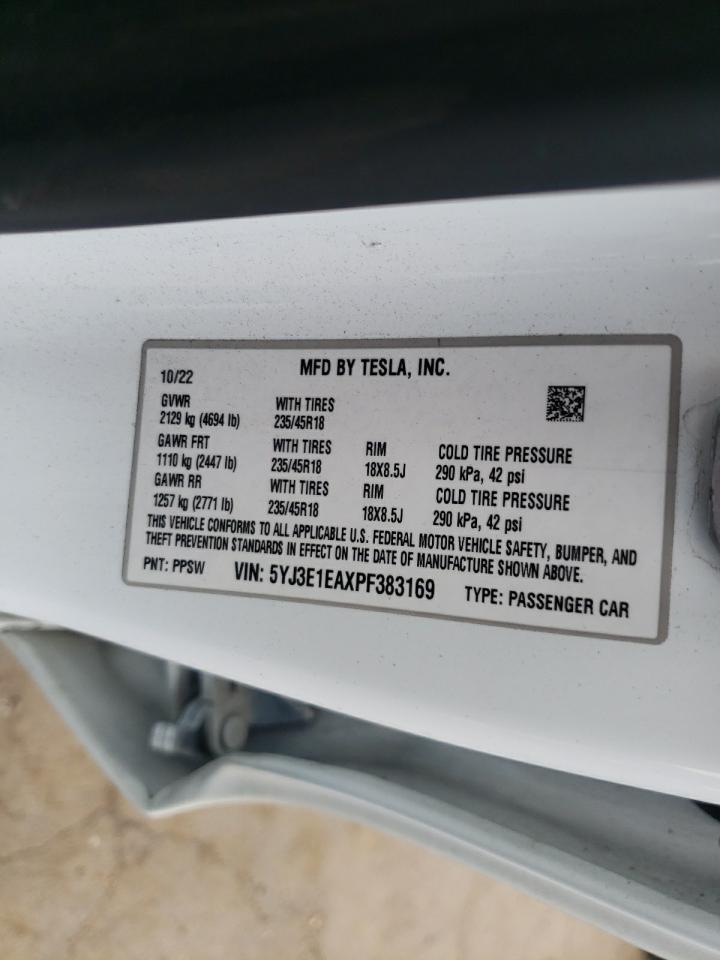 MFD BY TESLA, INC.
10/22
GVWR WITH TIRES
2129 kg (4694 lb) 235/45R18
GAWR FRT WITH TIRES RIM COLD TIRE PRESSURE
1110 kg (2447 lb) 235/45R18 18X8.5J 290 kPa, 42 psi
GAWR RR WITH TIRES RIM COLD TIRE PRESSURE
1257 kg (2771 lb) 235/45R18 18X8.5J 290 kPa, 42 psi
THIS VEHICLE CONFORMS TO ALL APPLICABLE U.S. FEDERAL MOTOR VEHICLE SAFETY, BUMPER, AND
THEFT PREVENTION STANDARDS IN EFFECT ON THE DATE OF MANUFACTURE SHOWN ABOVE.
PNT: PPSW VIN: 5YJ3E1EAXPF383169 TYPE: PASSENGER CAR